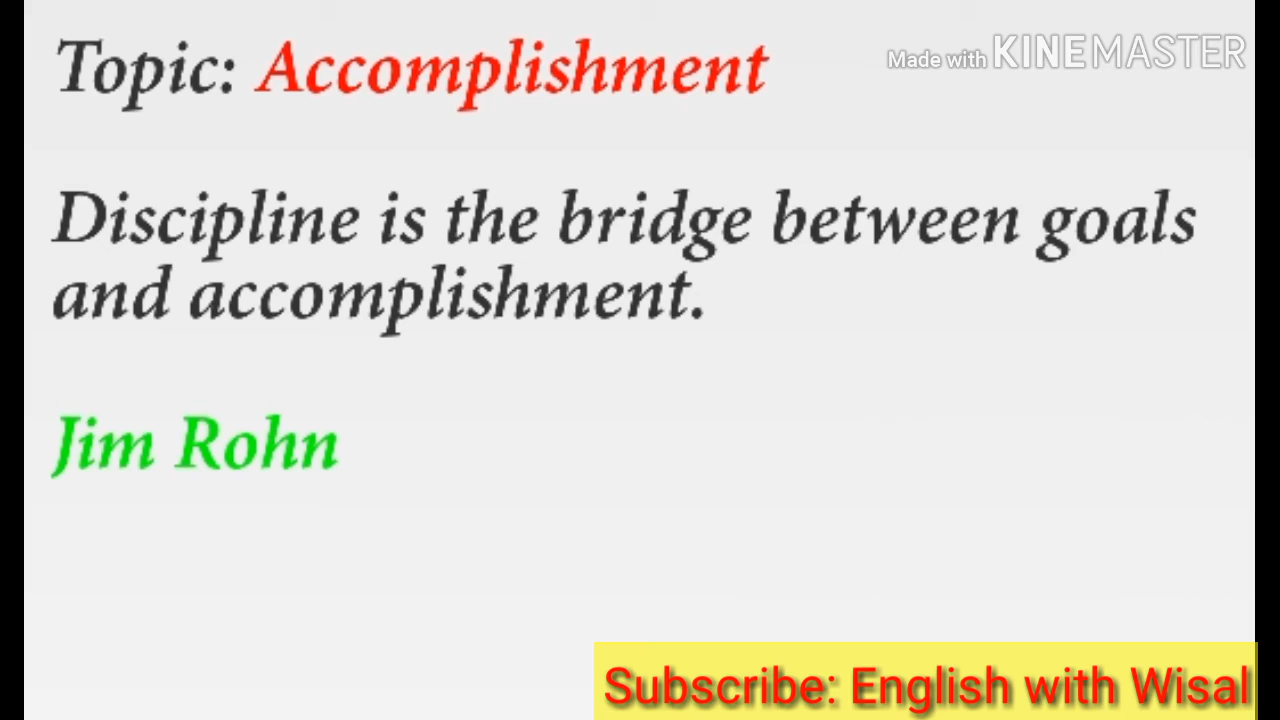 Topic: Accomplishment
Made with KINEMASTER
Discipline is the bridge between goals
and accomplishment.
Jim Rohn
Subscribe: English with Wisal